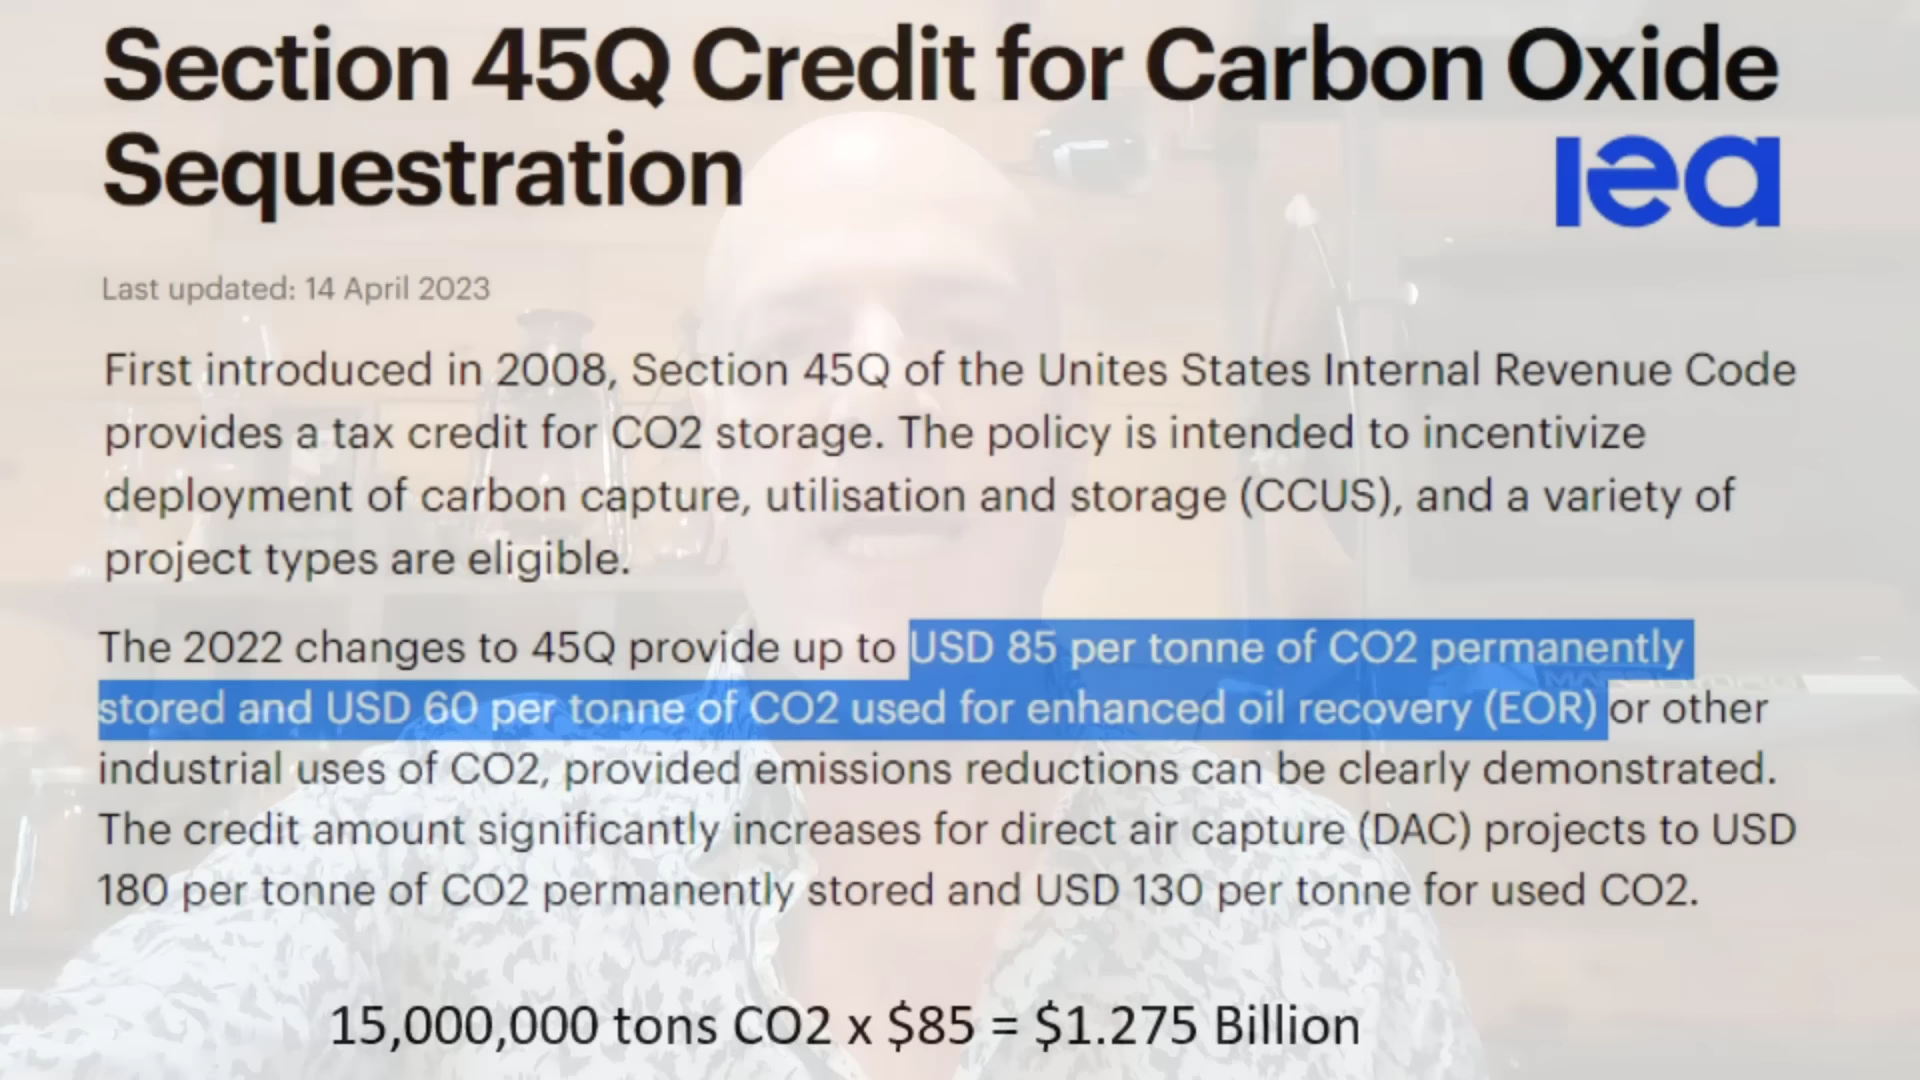 Section 45Q Credit for Carbon Oxide
Sequestration
iea
Last updated: 14 April 2023
First introduced in 2008, Section 45Q of the Unites States Internal Revenue Code
provides a tax credit for CO2 storage. The policy is intended to incentivize
deployment of carbon capture, utilisation and storage (CCUS), and a variety of
project types are eligible.
The 2022 changes to 45Q provide up to USD 85 per tonne of CO2 permanently
stored and USD 60 per tonne of CO2 used for enhanced oil recovery (EOR) or other
industrial uses of CO2, provided emissions reductions can be clearly demonstrated.
The credit amount significantly increases for direct air capture (DAC) projects to USD
180 per tonne of CO2 permanently stored and USD 130 per tonne for used CO2.
15,000,000 tons CO2 x $85 = $1.275 Billion